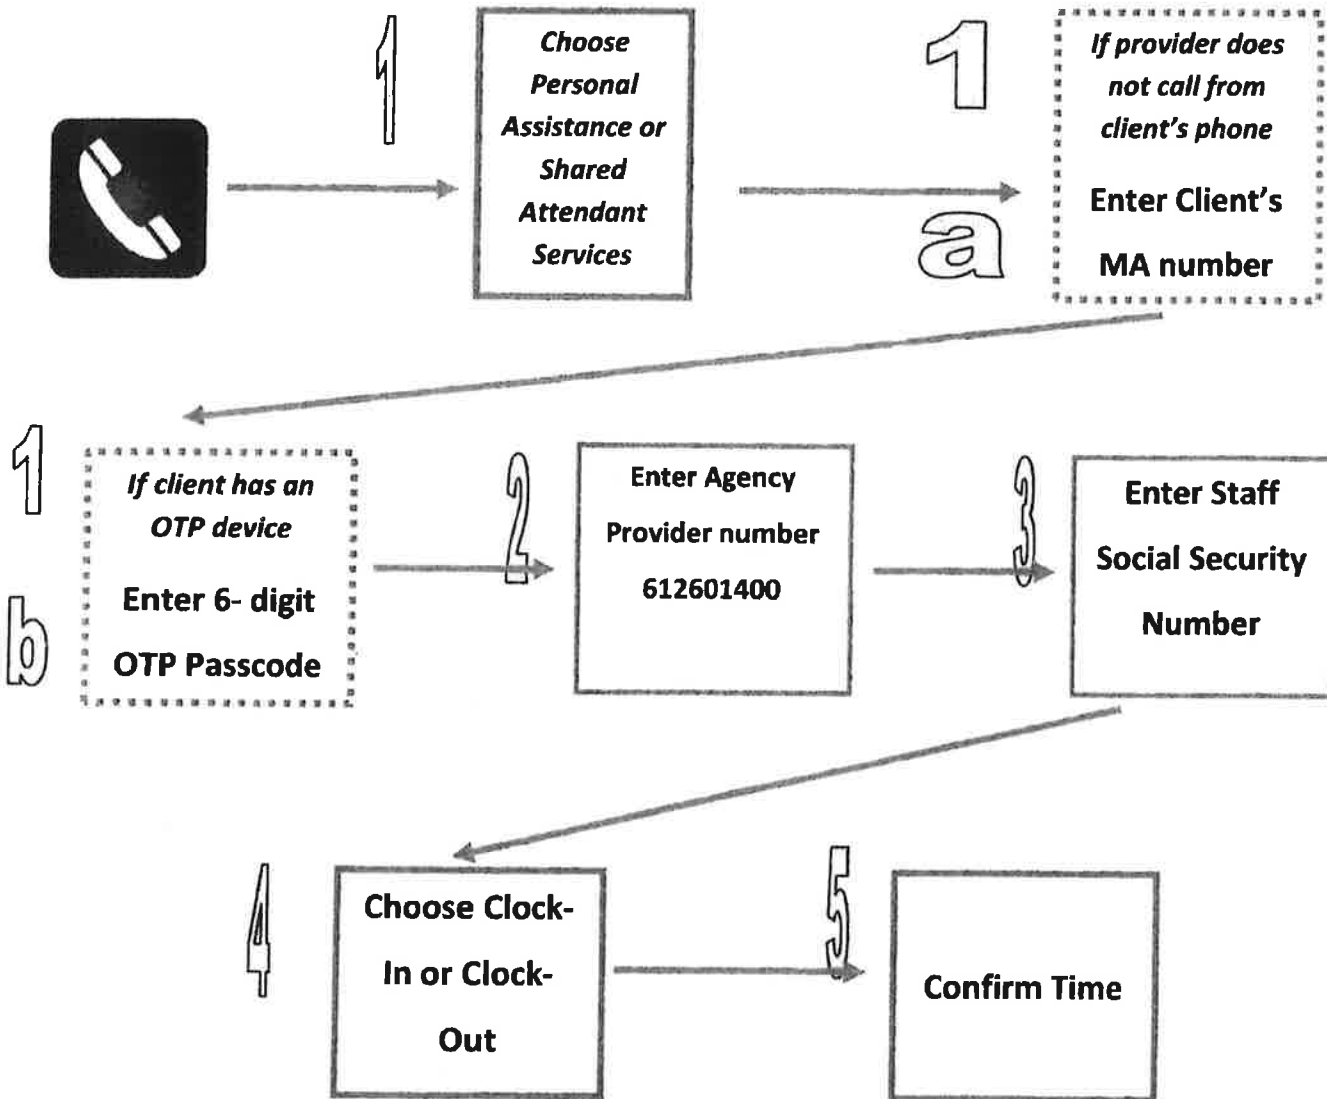 1
Choose
Personal
Assistance or
Shared
Attendant
Services
1
a
If provider does
not call from
client's phone
Enter Client's
MA number
1
b
If client has an
OTP device
Enter 6- digit
OTP Passcode
2
Enter Agency
Provider number
612601400
3
Enter Staff
Social Security
Number
4
Choose Clock-
In or Clock-
Out
5
Confirm Time